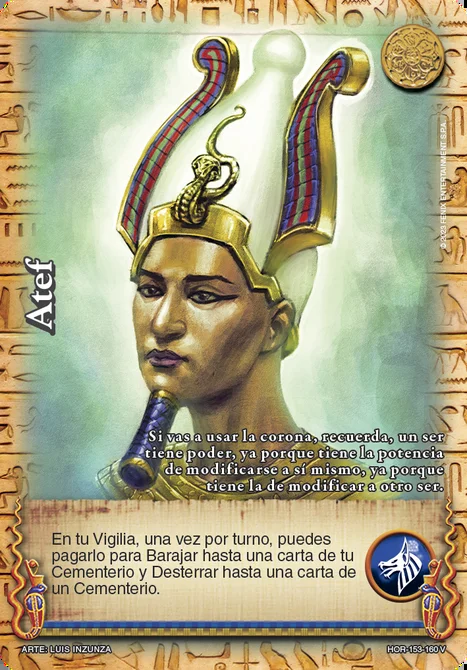 © 2023 FENIX ENTERTAINMENT S.P.A.
Atef
Si vas a usar la corona, recuerda, un ser
tiene poder, ya porque tiene la potencia
de modificarse a sí mismo, ya porque
tiene la de modificar a otro ser.
En tu Vigilia, una vez por turno, puedes
pagarlo para Barajar hasta una carta de tu
Cementerio y Desterrar hasta una carta de
un Cementerio.
ARTE: LUIS INZUNZA
HOR-153-160 V